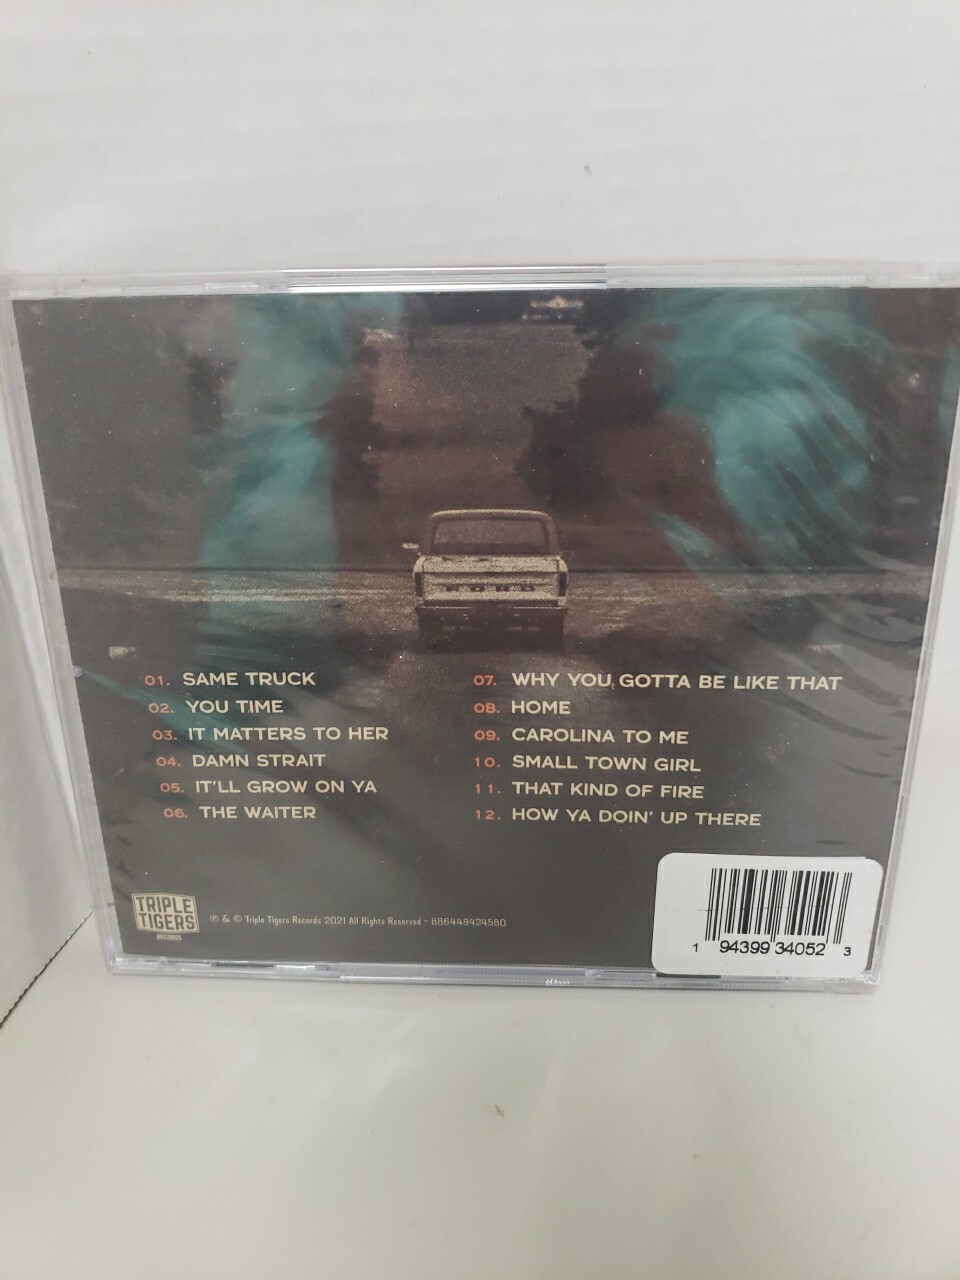 FORD
01. SAME TRUCK
02. YOU TIME
03. IT MATTERS TO HER
04. DAMN STRAIT
05. IT'LL GROW ON YA
06. THE WAITER
07. WHY YOU GOTTA BE LIKE THAT
08. HOME
09. CAROLINA TO ME
10. SMALL TOWN GIRL
11. THAT KIND OF FIRE
12. HOW YA DOIN' UP THERE
TRIPLE
TIGERS
RECORDS
℗ & © Triple Tigers Records 2021 All Rights Reserved - 886449424580
1 94399 34052 3